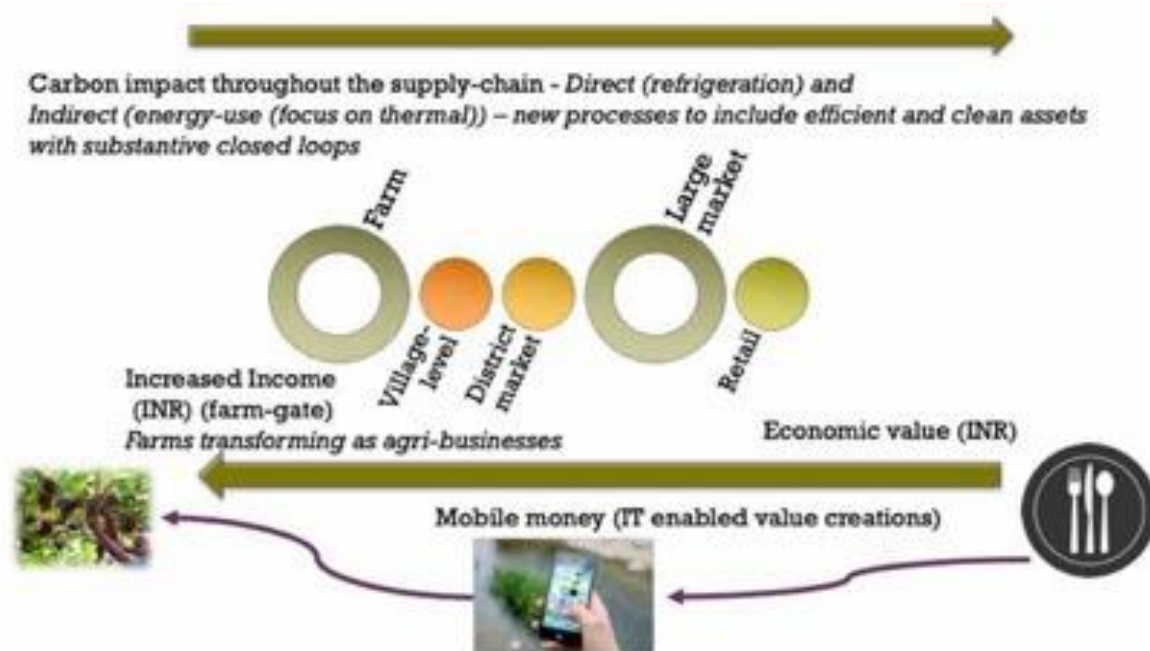 Carbon impact throughout the supply-chain - Direct (refrigeration) and
Indirect (energy-use (focus on thermal)) – new processes to include efficient and clean assets
with substantive closed loops
Farm
Large
market
Village-
level
District
market
Retail
Increased Income
(INR) (farm-gate)
Farms transforming as agri-businesses
Economic value (INR)
Mobile money (IT enabled value creations)